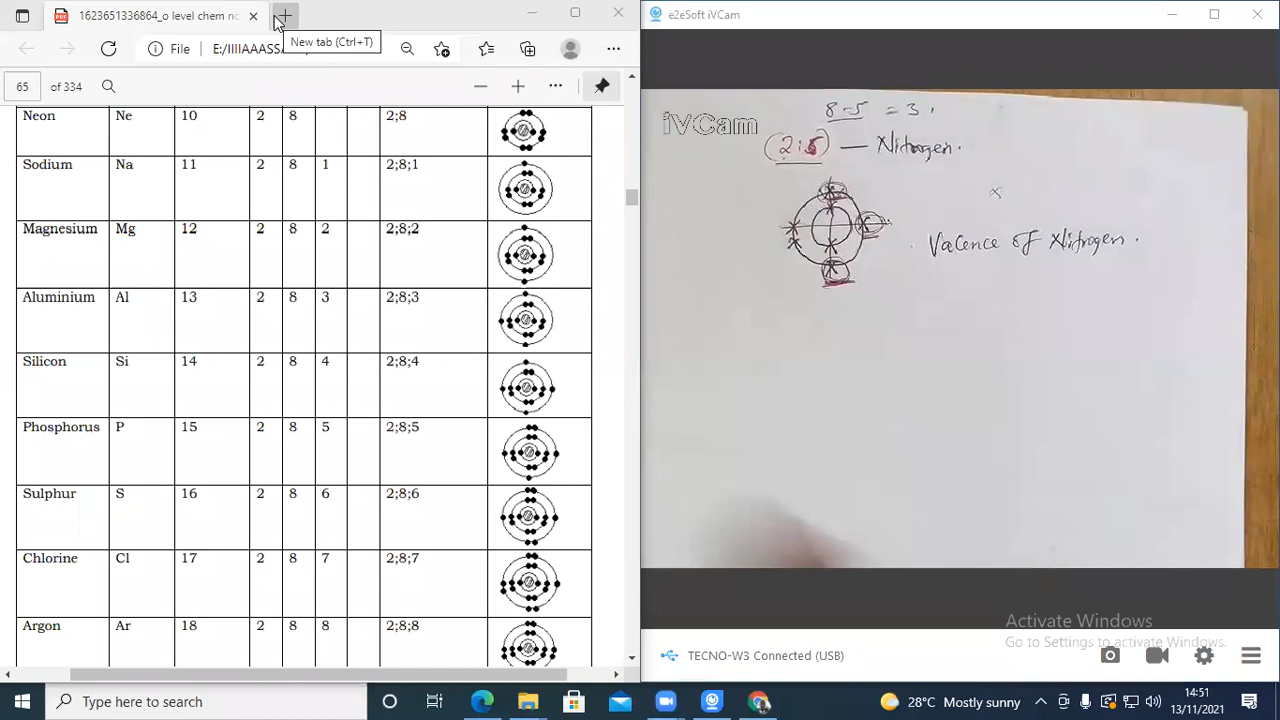 1623651336864_o level chem no
New tab (Ctrl+T)
File
E:/IIIIAAASSA
65 of 334
Neon Ne 10 2 8 2;8
Sodium Na 11 2 8 1 2;8;1
Magnesium Mg 12 2 8 2 2;8;2
Aluminium Al 13 2 8 3 2;8;3
Silicon Si 14 2 8 4 2;8;4
Phosphorus P 15 2 8 5 2;8;5
Sulphur S 16 2 8 6 2;8;6
Chlorine Cl 17 2 8 7 2;8;7
Argon Ar 18 2 8 8 2;8;8
e2eSoft iVCam
iVCam
8-5 = 3.
(2:5) — Nitrogen.
Valence of Nitrogen.
Activate Windows
Go to Settings to activate Windows.
TECNO-W3 Connected (USB)
Type here to search
28°C Mostly sunny
14:51
13/11/2021